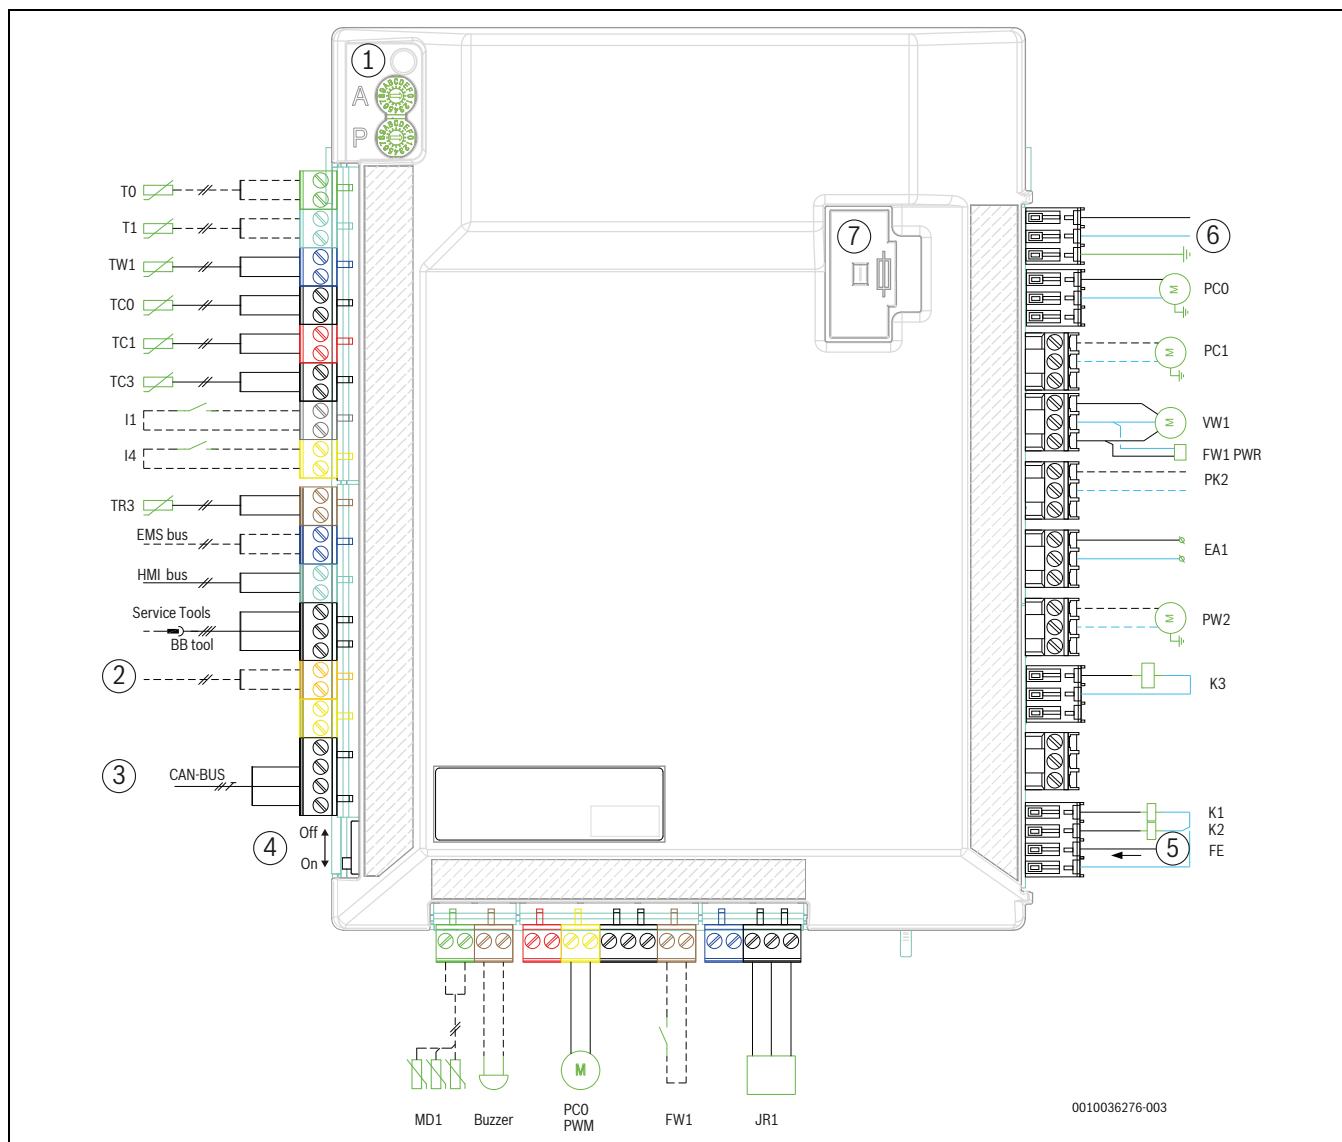 1
A
P
T0
T1
TW1
TC0
TC1
TC3
I1
I4
TR3
EMS bus
HMI bus
Service Tools
BB tool
2
3
CAN-BUS
4
Off
On
7
6
PC0
M
PC1
M
VW1
M
FW1 PWR
PK2
EA1
PW2
M
K3
K1
K2
FE
5
MD1
Buzzer
M
PC0
PWM
FW1
JR1
0010036276-003